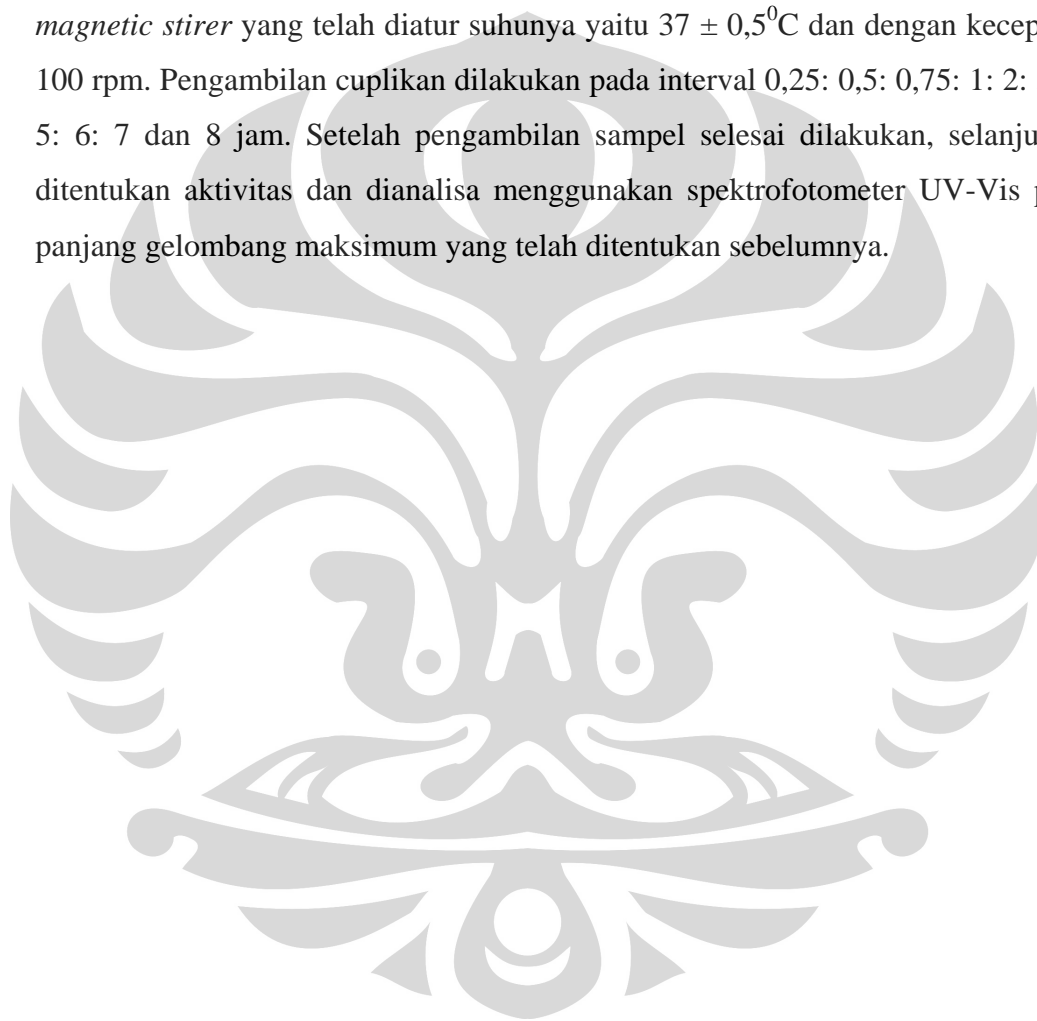 magnetic stirer yang telah diatur suhunya yaitu 37 ± 0,5⁰C dan dengan kecep
100 rpm. Pengambilan cuplikan dilakukan pada interval 0,25: 0,5: 0,75: 1: 2:
5: 6: 7 dan 8 jam. Setelah pengambilan sampel selesai dilakukan, selanju
ditentukan aktivitas dan dianalisa menggunakan spektrofotometer UV-Vis p
panjang gelombang maksimum yang telah ditentukan sebelumnya.